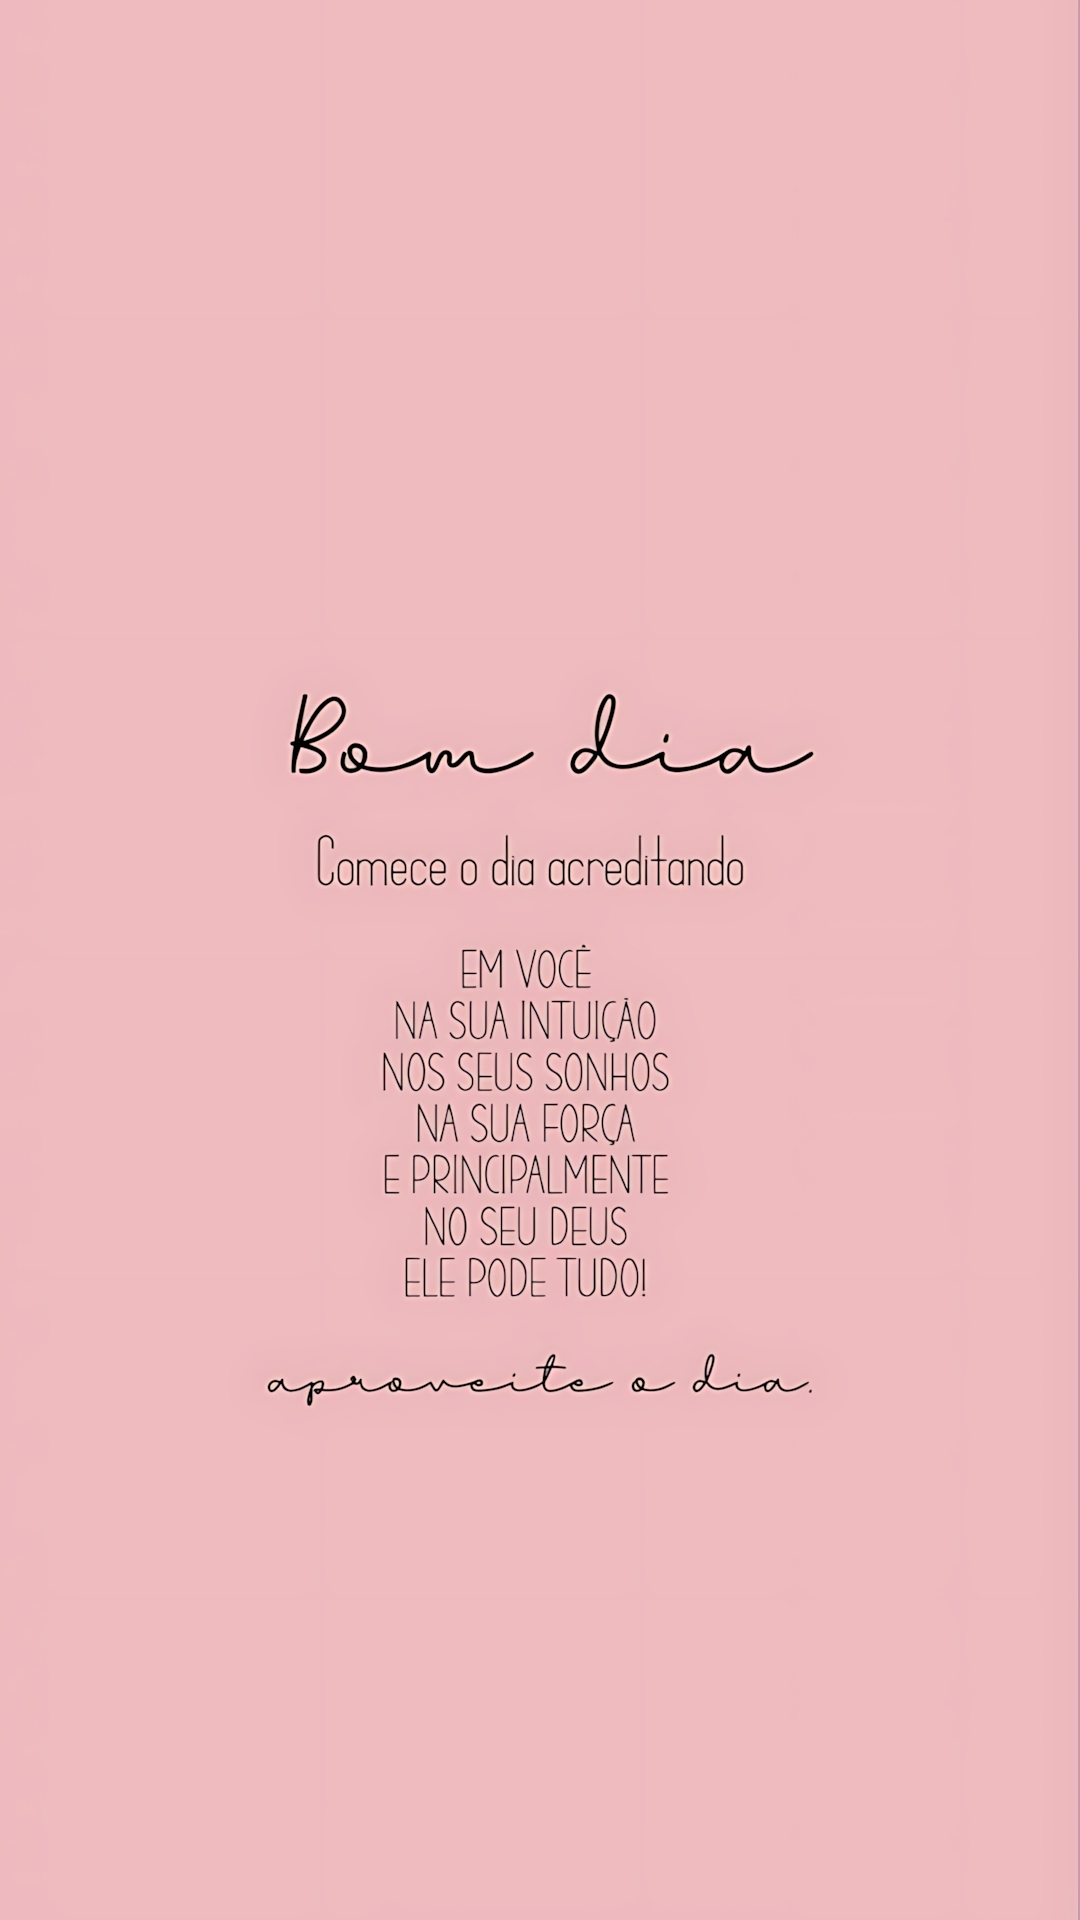 Bom dia
Comece o dia acreditando
EM VOCÊ
NA SUA INTUIÇÃO
NOS SEUS SONHOS
NA SUA FORÇA
E PRINCIPALMENTE
NO SEU DEUS
ELE PODE TUDO!
aproveite o dia.